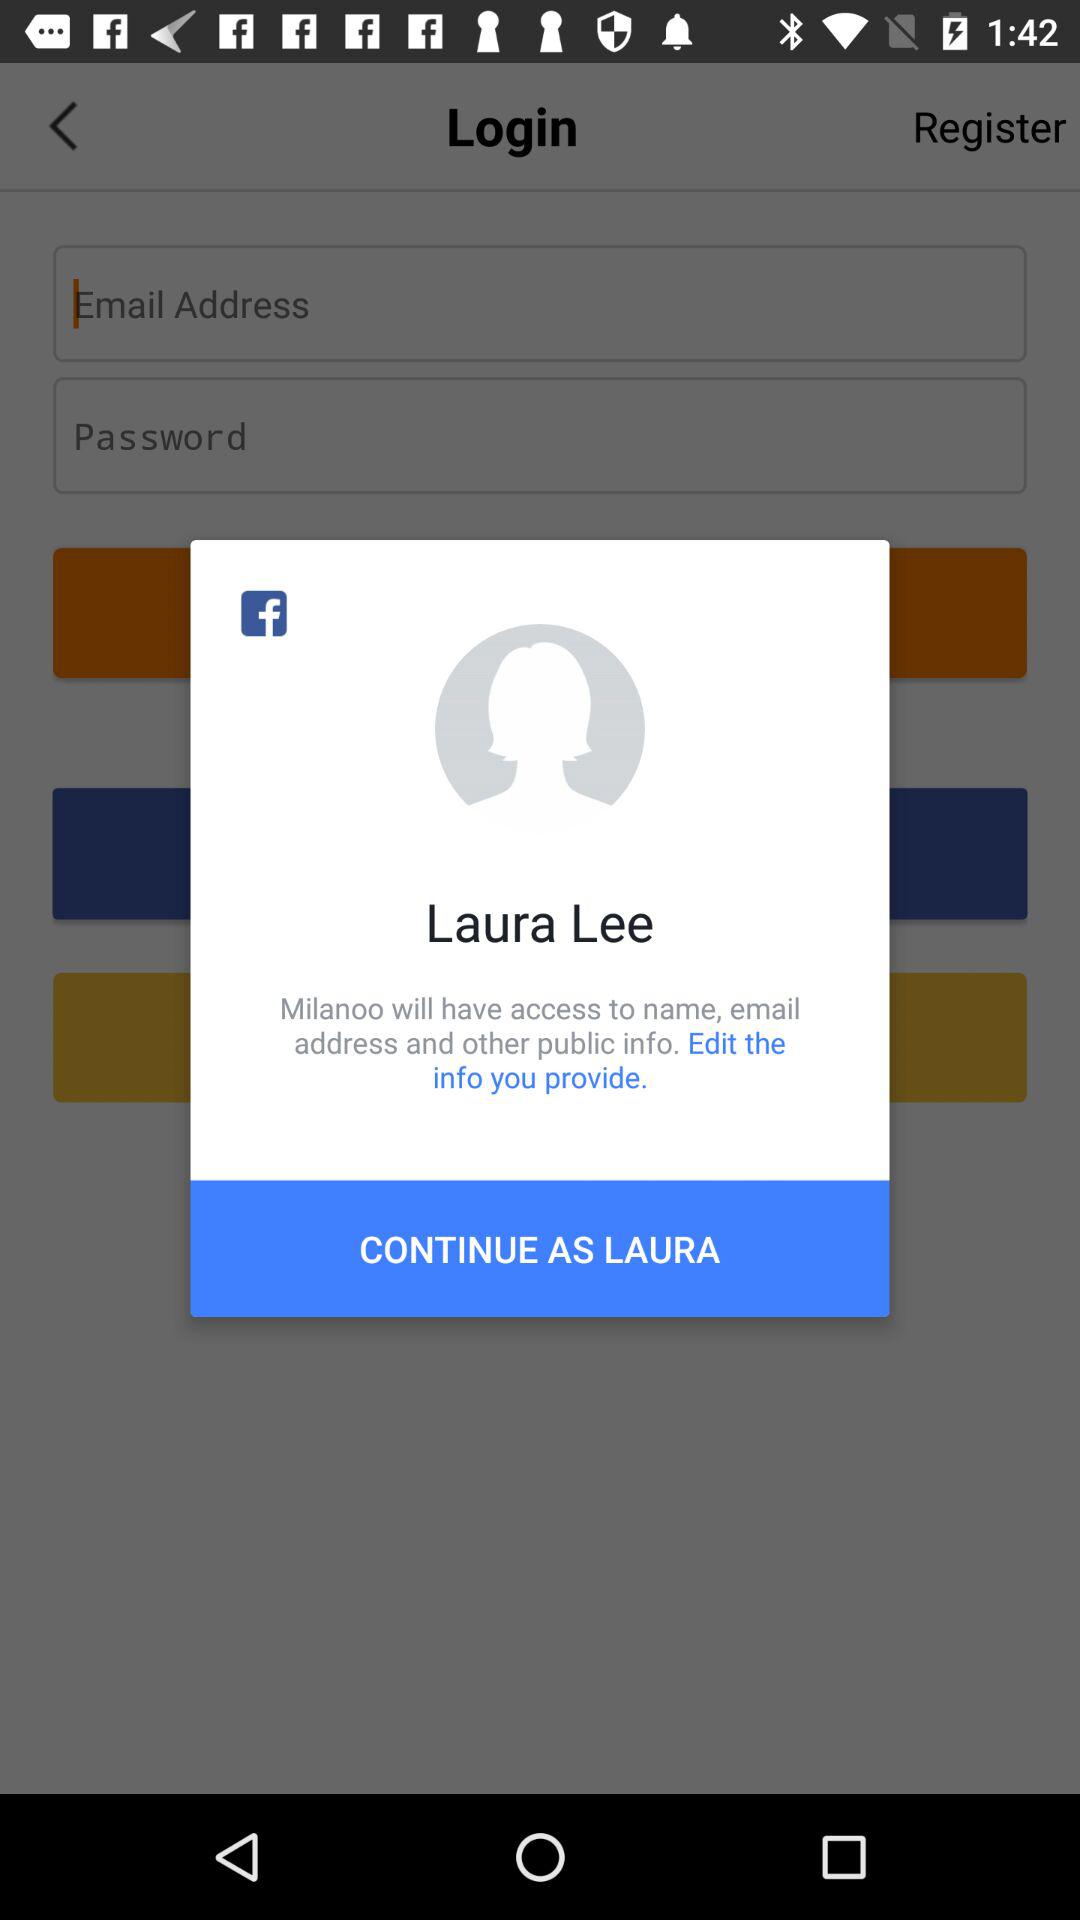 1:42
Login
Register
Email Address
Password
Laura Lee
Milanoo will have access to name, email
address and other public info. Edit the
info you provide.
CONTINUE AS LAURA